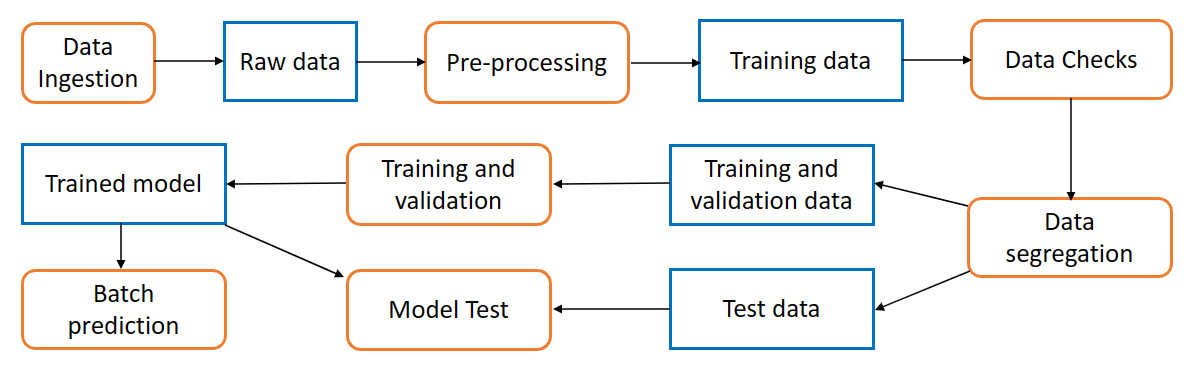 Data
Ingestion
Raw data
Pre-processing
Training data
Data Checks
Trained model
Training and
validation
Training and
validation data
Data
segregation
Batch
prediction
Model Test
Test data